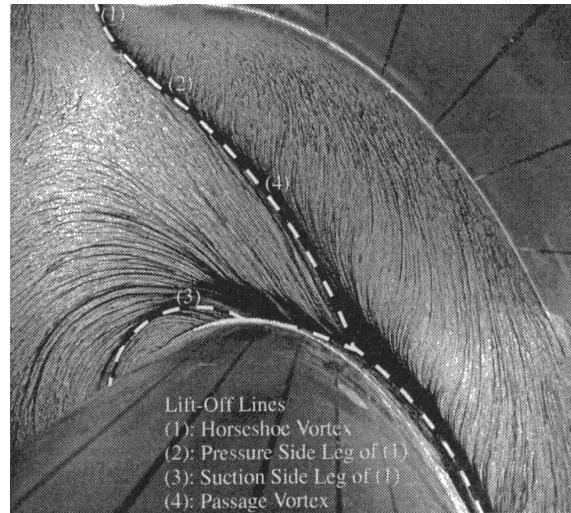 (1)
(2)
(4)
(3)
Lift-Off Lines
(1): Horseshoe Vortex
(2): Pressure Side Leg of (1)
(3): Suction Side Leg of (1)
(4): Passage Vortex